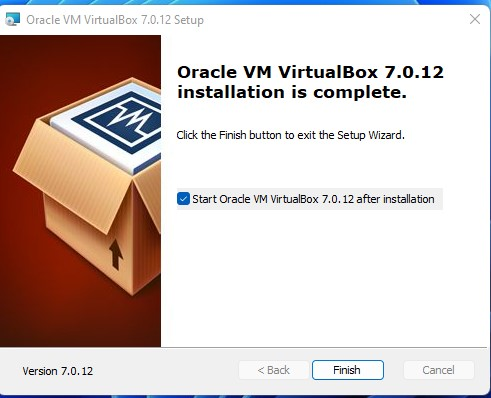 Oracle VM VirtualBox 7.0.12 Setup
Oracle VM VirtualBox 7.0.12
installation is complete.
Click the Finish button to exit the Setup Wizard.
Start Oracle VM VirtualBox 7.0.12 after installation
Version 7.0.12
< Back
Finish
Cancel